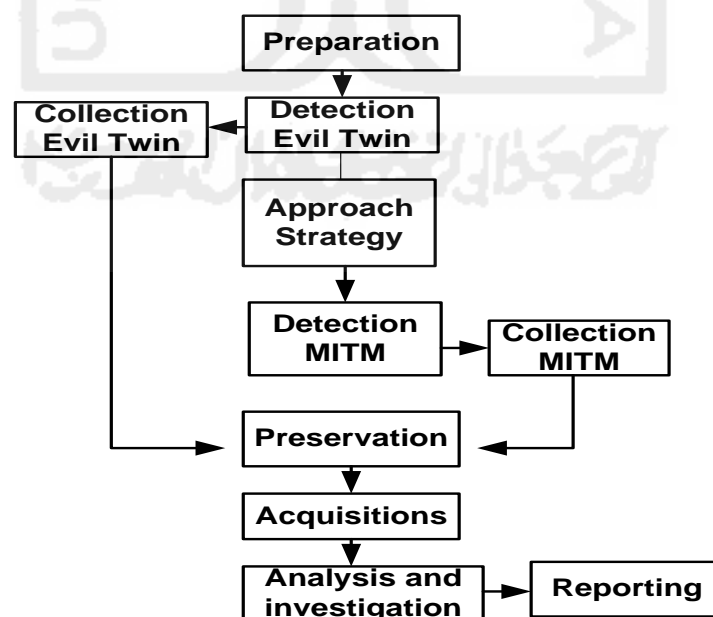 Preparation
Detection
Evil Twin
Collection
Evil Twin
Approach
Strategy
Detection
MITM
Collection
MITM
Preservation
Acquisitions
Analysis and
investigation
Reporting